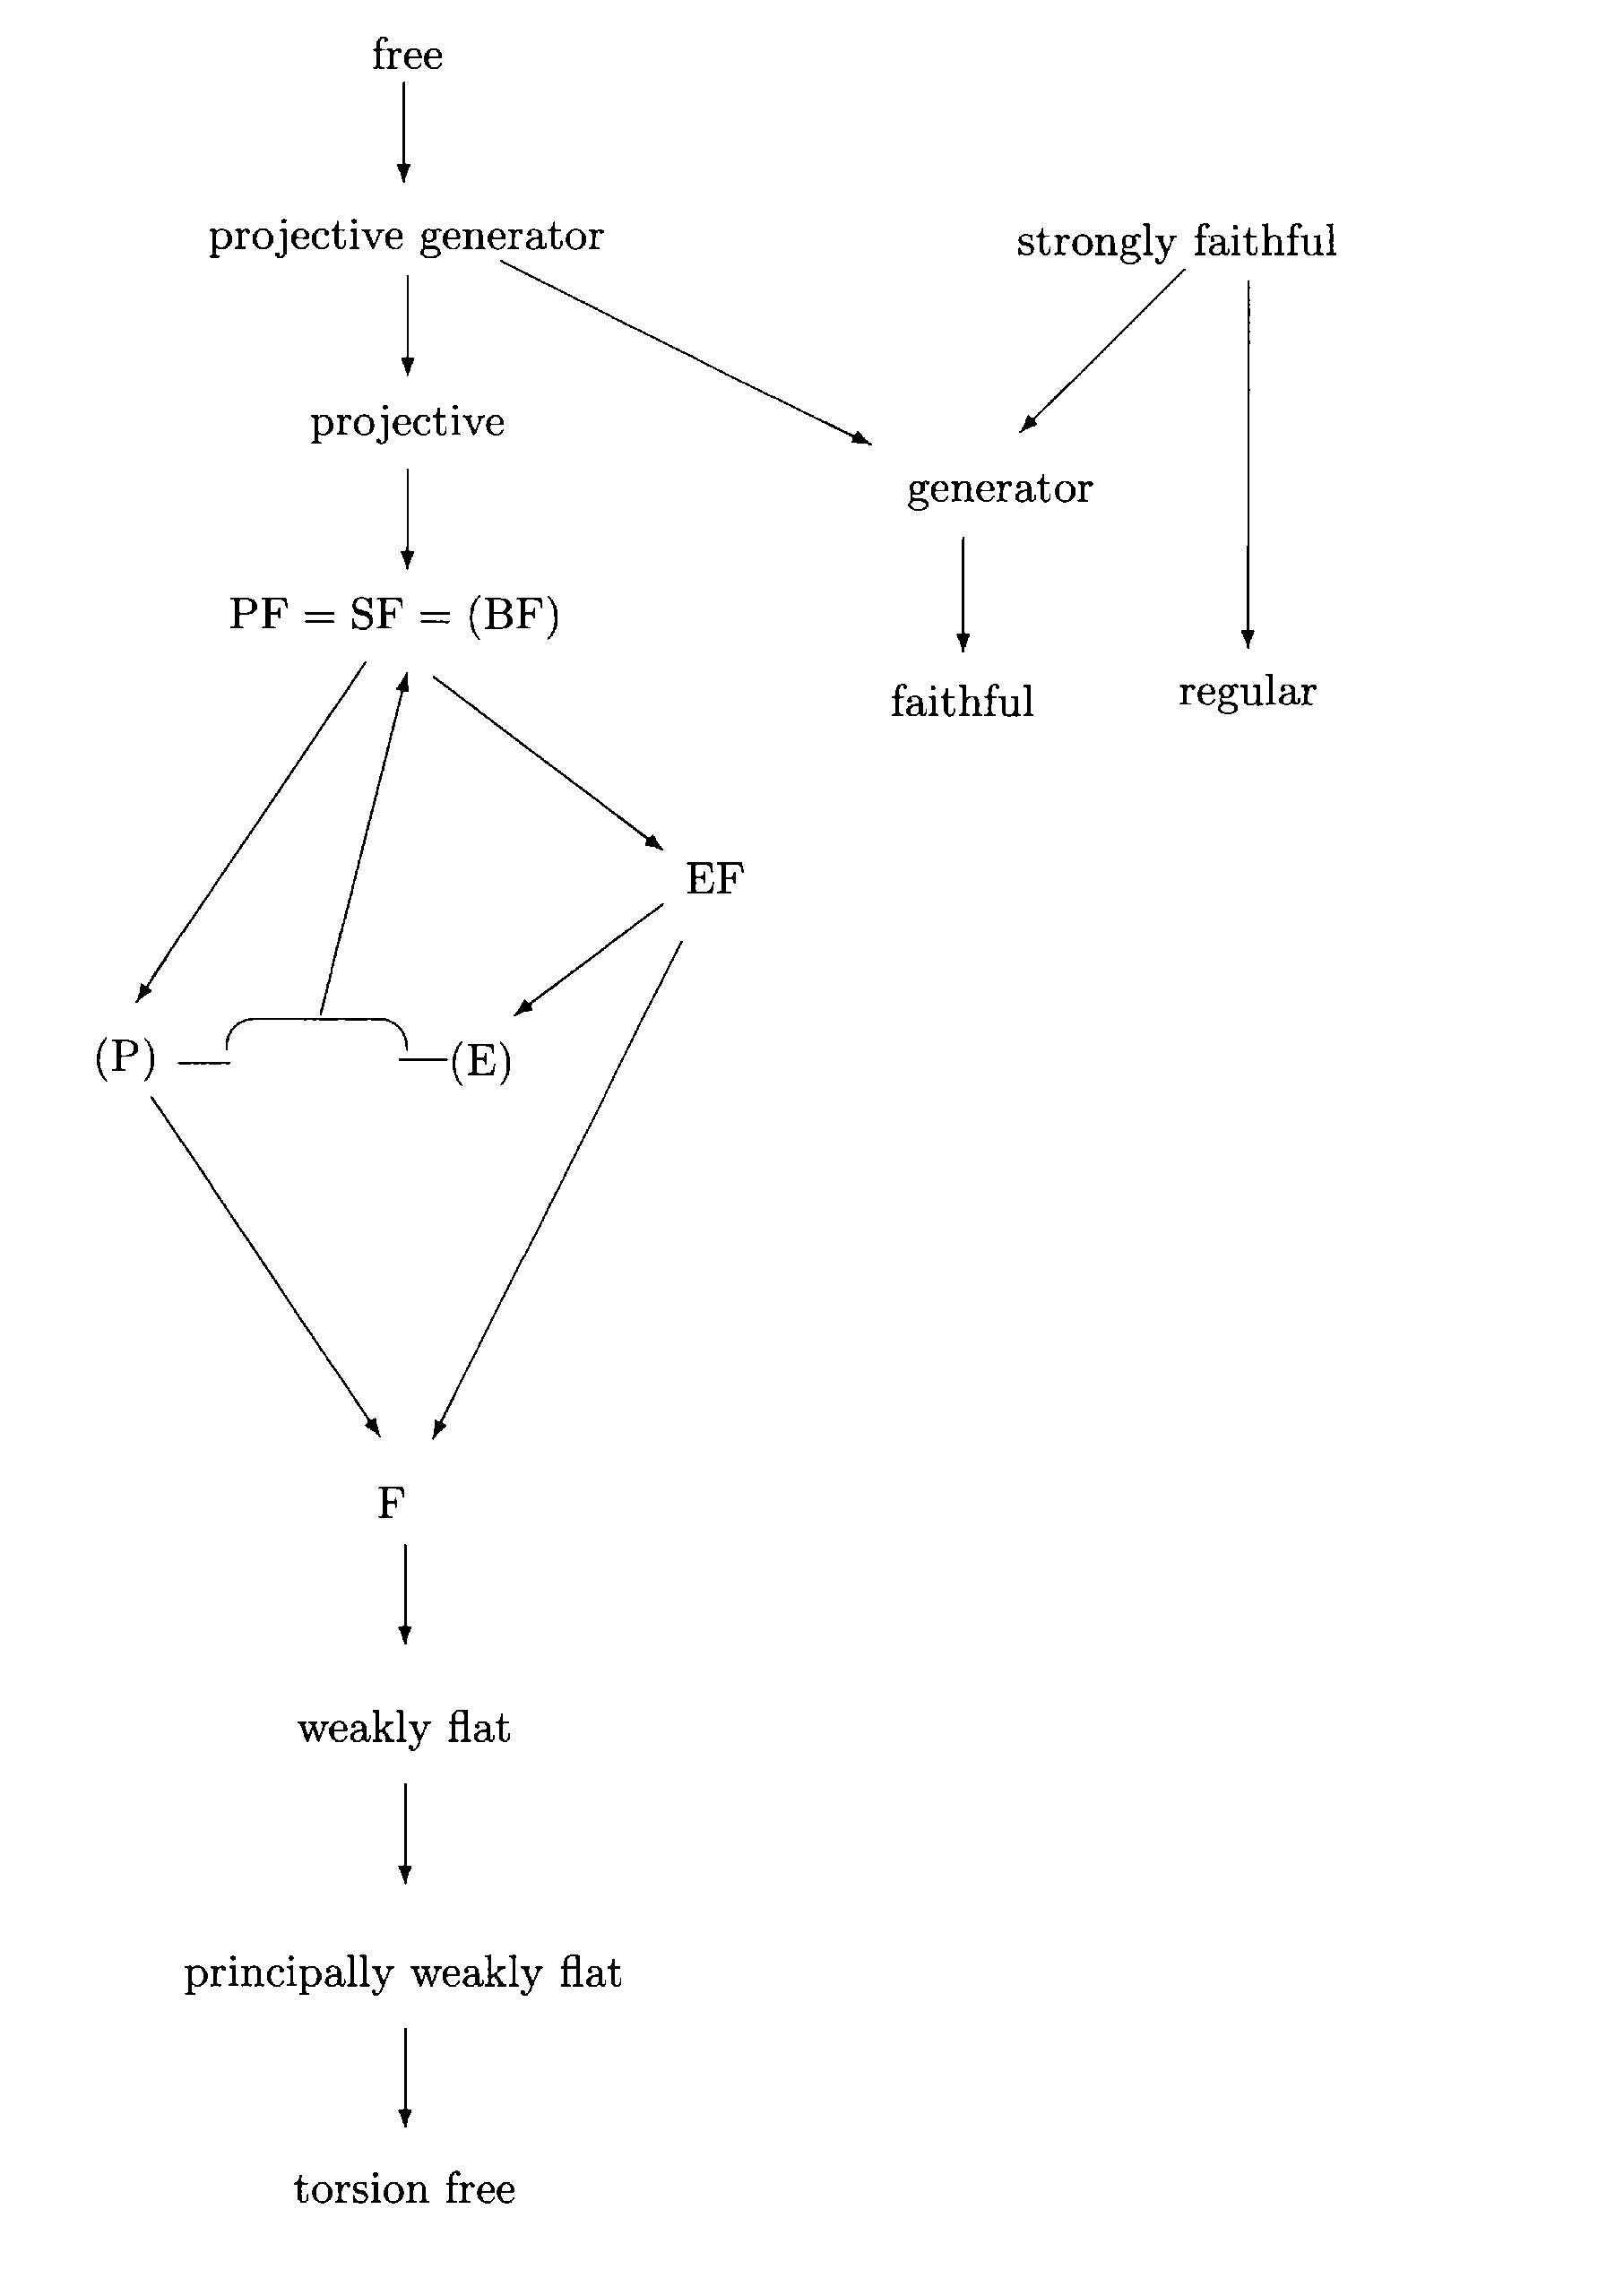 free
projective generator
strongly faithful
projective
generator
PF = SF = (BF)
faithful
regular
EF
(P)
(E)
F
weakly flat
principally weakly flat
torsion free